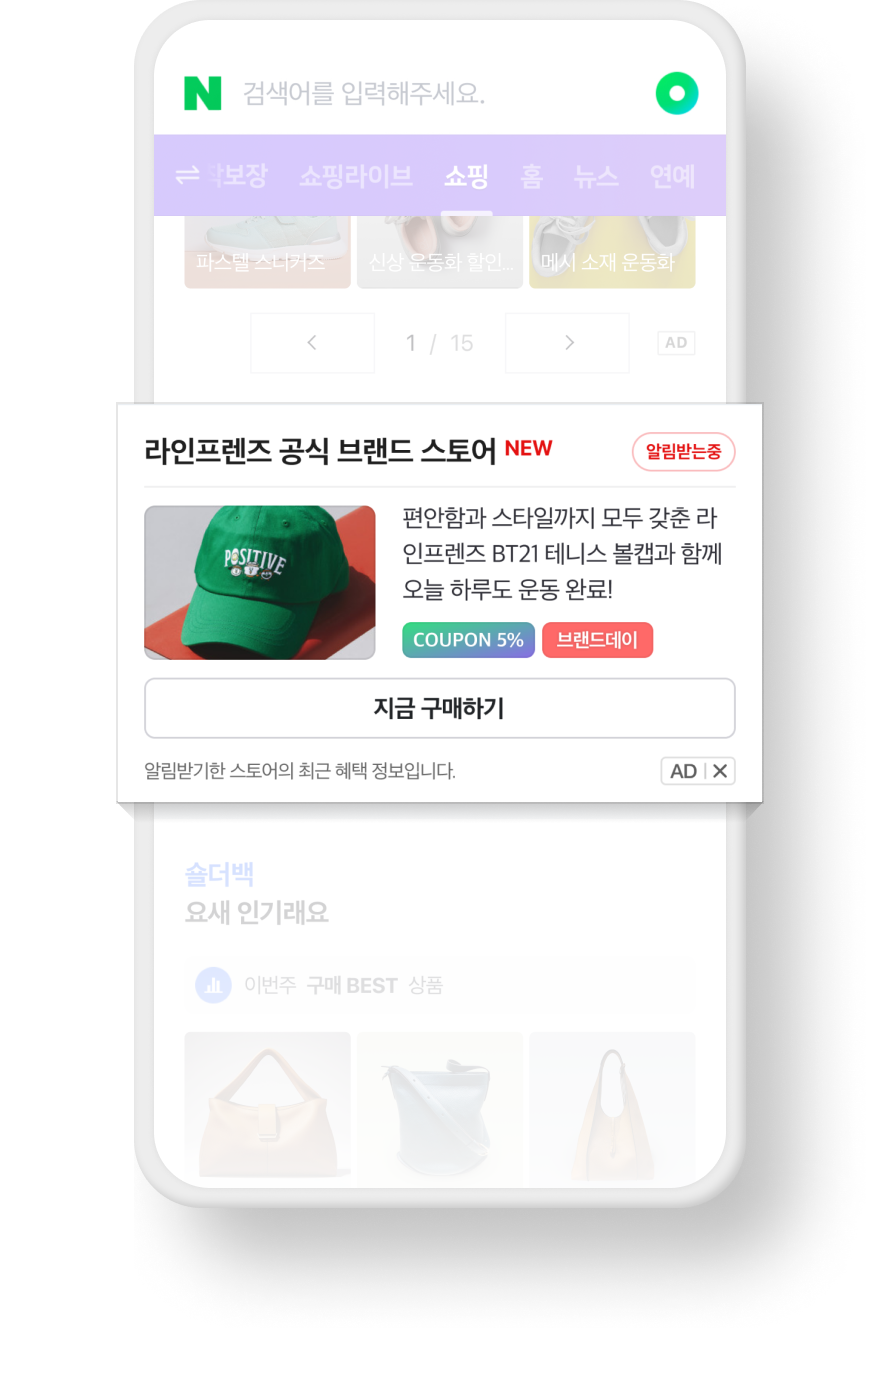 N 검색어를 입력해주세요.
보장 쇼핑라이브 쇼핑 홈 뉴스 연예
파스텔 스니커즈 신상 운동화 할인... 메시 소재 운동화
1 / 15 AD
라인프렌즈 공식 브랜드 스토어 NEW 알림받는중
POSITIVE
편안함과 스타일까지 모두 갖춘 라
인프렌즈 BT21 테니스 볼캡과 함께
오늘 하루도 운동 완료!
COUPON 5% 브랜드데이
지금 구매하기
알림받기한 스토어의 최근 혜택 정보입니다. AD
숄더백
요새 인기래요
이번주 구매 BEST 상품